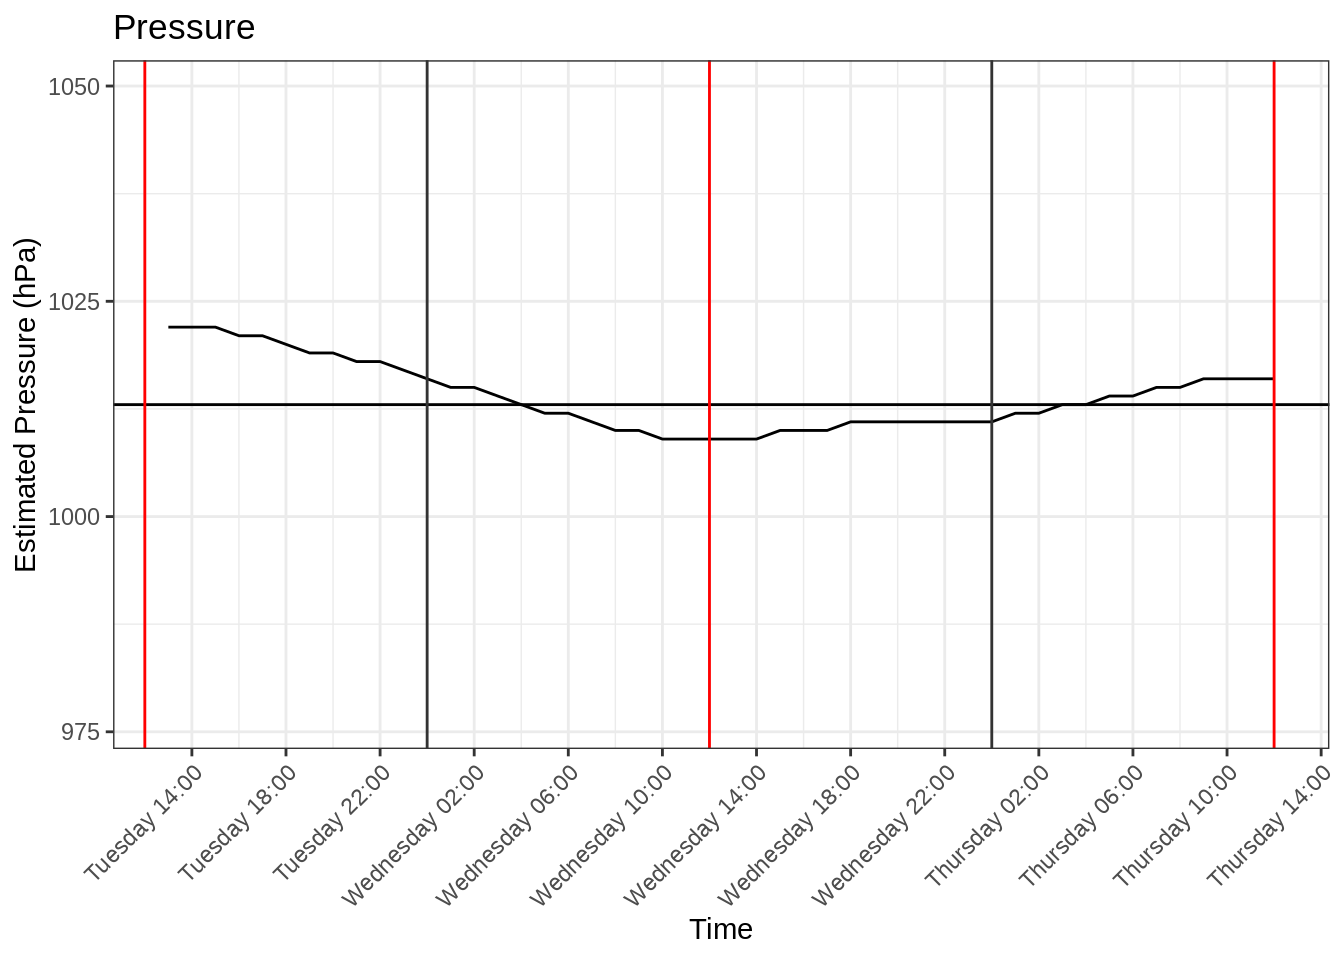 Pressure
Estimated Pressure (hPa)
1050
1025
1000
975
Tuesday 14:00
Tuesday 18:00
Tuesday 22:00
Wednesday 02:00
Wednesday 06:00
Wednesday 10:00
Wednesday 14:00
Wednesday 18:00
Wednesday 22:00
Thursday 02:00
Thursday 06:00
Thursday 10:00
Thursday 14:00
Time